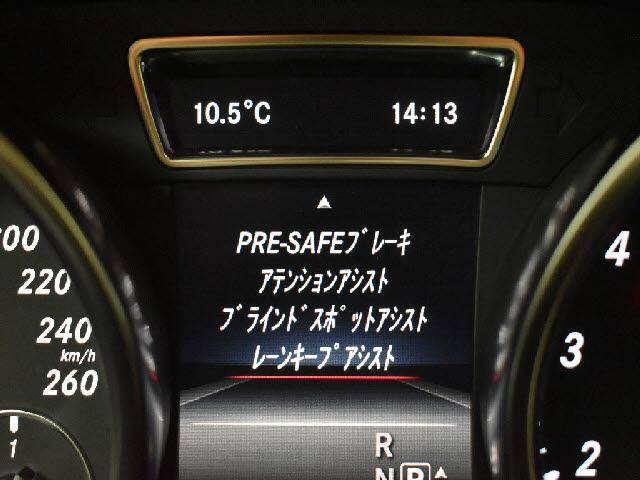 10.5°C 14:13
PRE-SAFEブレーキ
アテンションアシスト
ブラインドスポットアシスト
レーンキープアシスト
220
240
km/h
260
1
4
3
2
R
N P